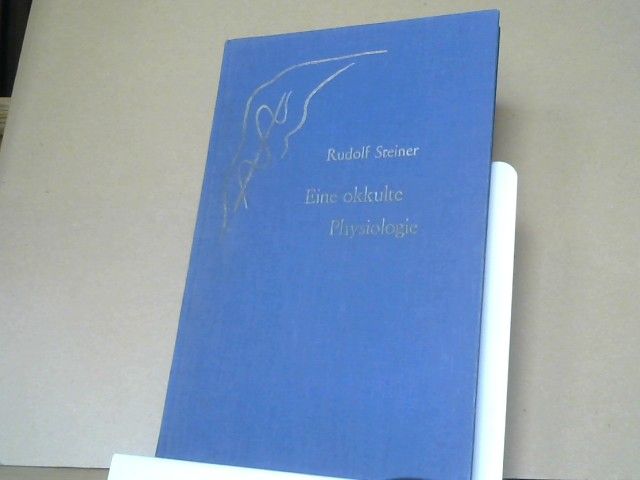 Rudolf Steiner
Eine okkulte
Physiologie